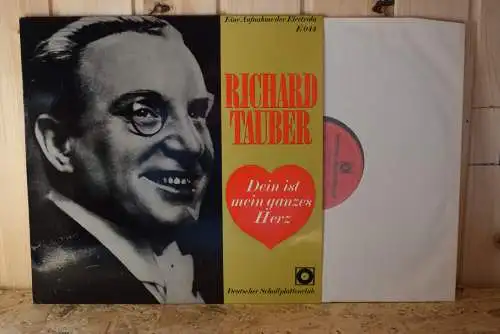 Eine Aufnahme der Electrola
E 044
RICHARD
TAUBER
Dein ist
mein ganzes
Herz
Deutscher Schallplattenclub